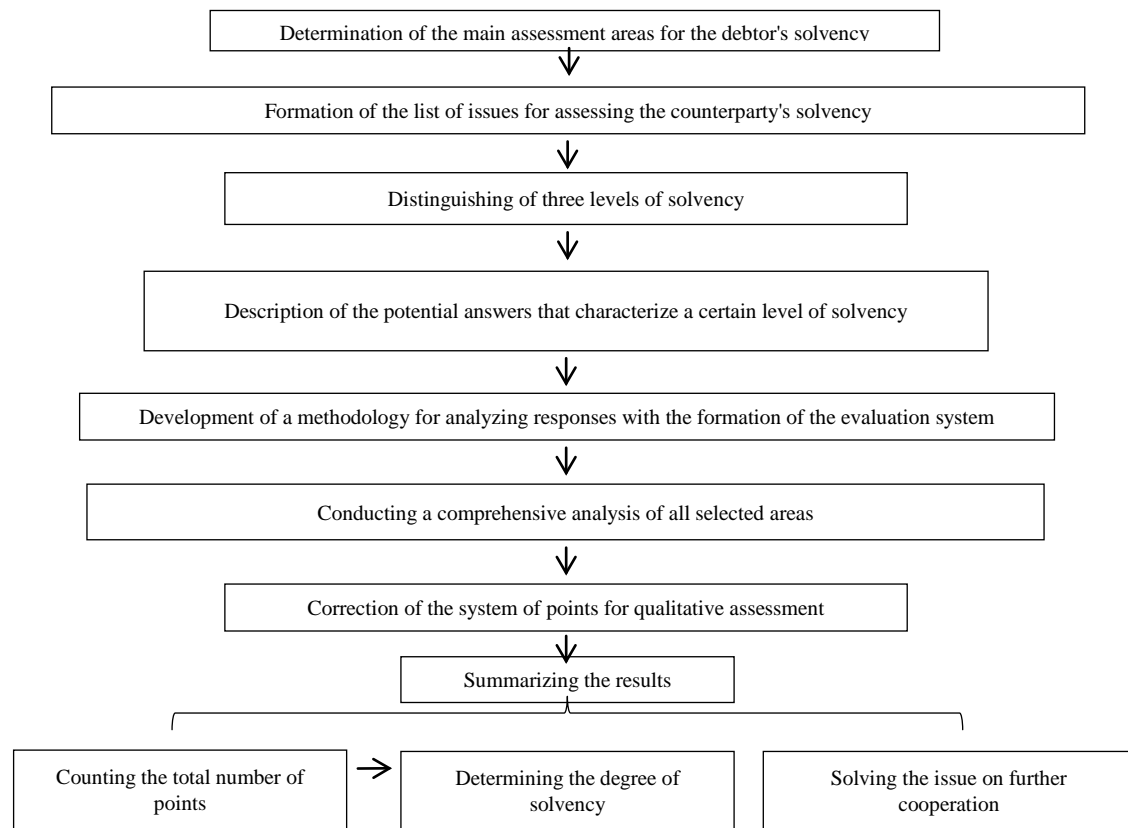 Determination of the main assessment areas for the debtor's solvency
Formation of the list of issues for assessing the counterparty's solvency
Distinguishing of three levels of solvency
Description of the potential answers that characterize a certain level of solvency
Development of a methodology for analyzing responses with the formation of the evaluation system
Conducting a comprehensive analysis of all selected areas
Correction of the system of points for qualitative assessment
Summarizing the results
Counting the total number of
points
Determining the degree of
solvency
Solving the issue on further
cooperation